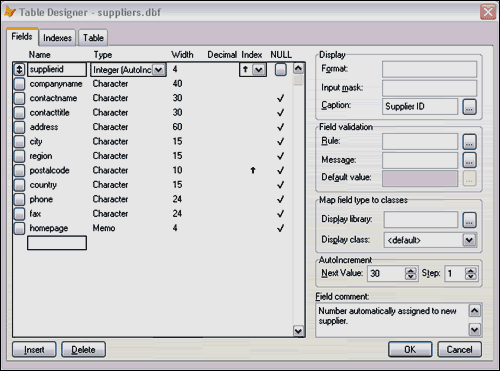 Table Designer - suppliers.dbf
Fields Indexes Table
Name Type Width Decimal Index NULL
supplierid Integer (AutoInc 4
companyname Character 40
contactname Character 30
contacttitle Character 30
address Character 60
city Character 15
region Character 15
postalcode Character 10
country Character 15
phone Character 24
fax Character 24
homepage Memo 4
Insert Delete
Display
Format:
Input mask:
Caption: Supplier ID ...
Field validation
Rule: ...
Message: ...
Default value: ...
Map field type to classes
Display library: ...
Display class: <default>
AutoIncrement
Next Value: 30 Step: 1
Field comment:
Number automatically assigned to new
supplier.
OK Cancel